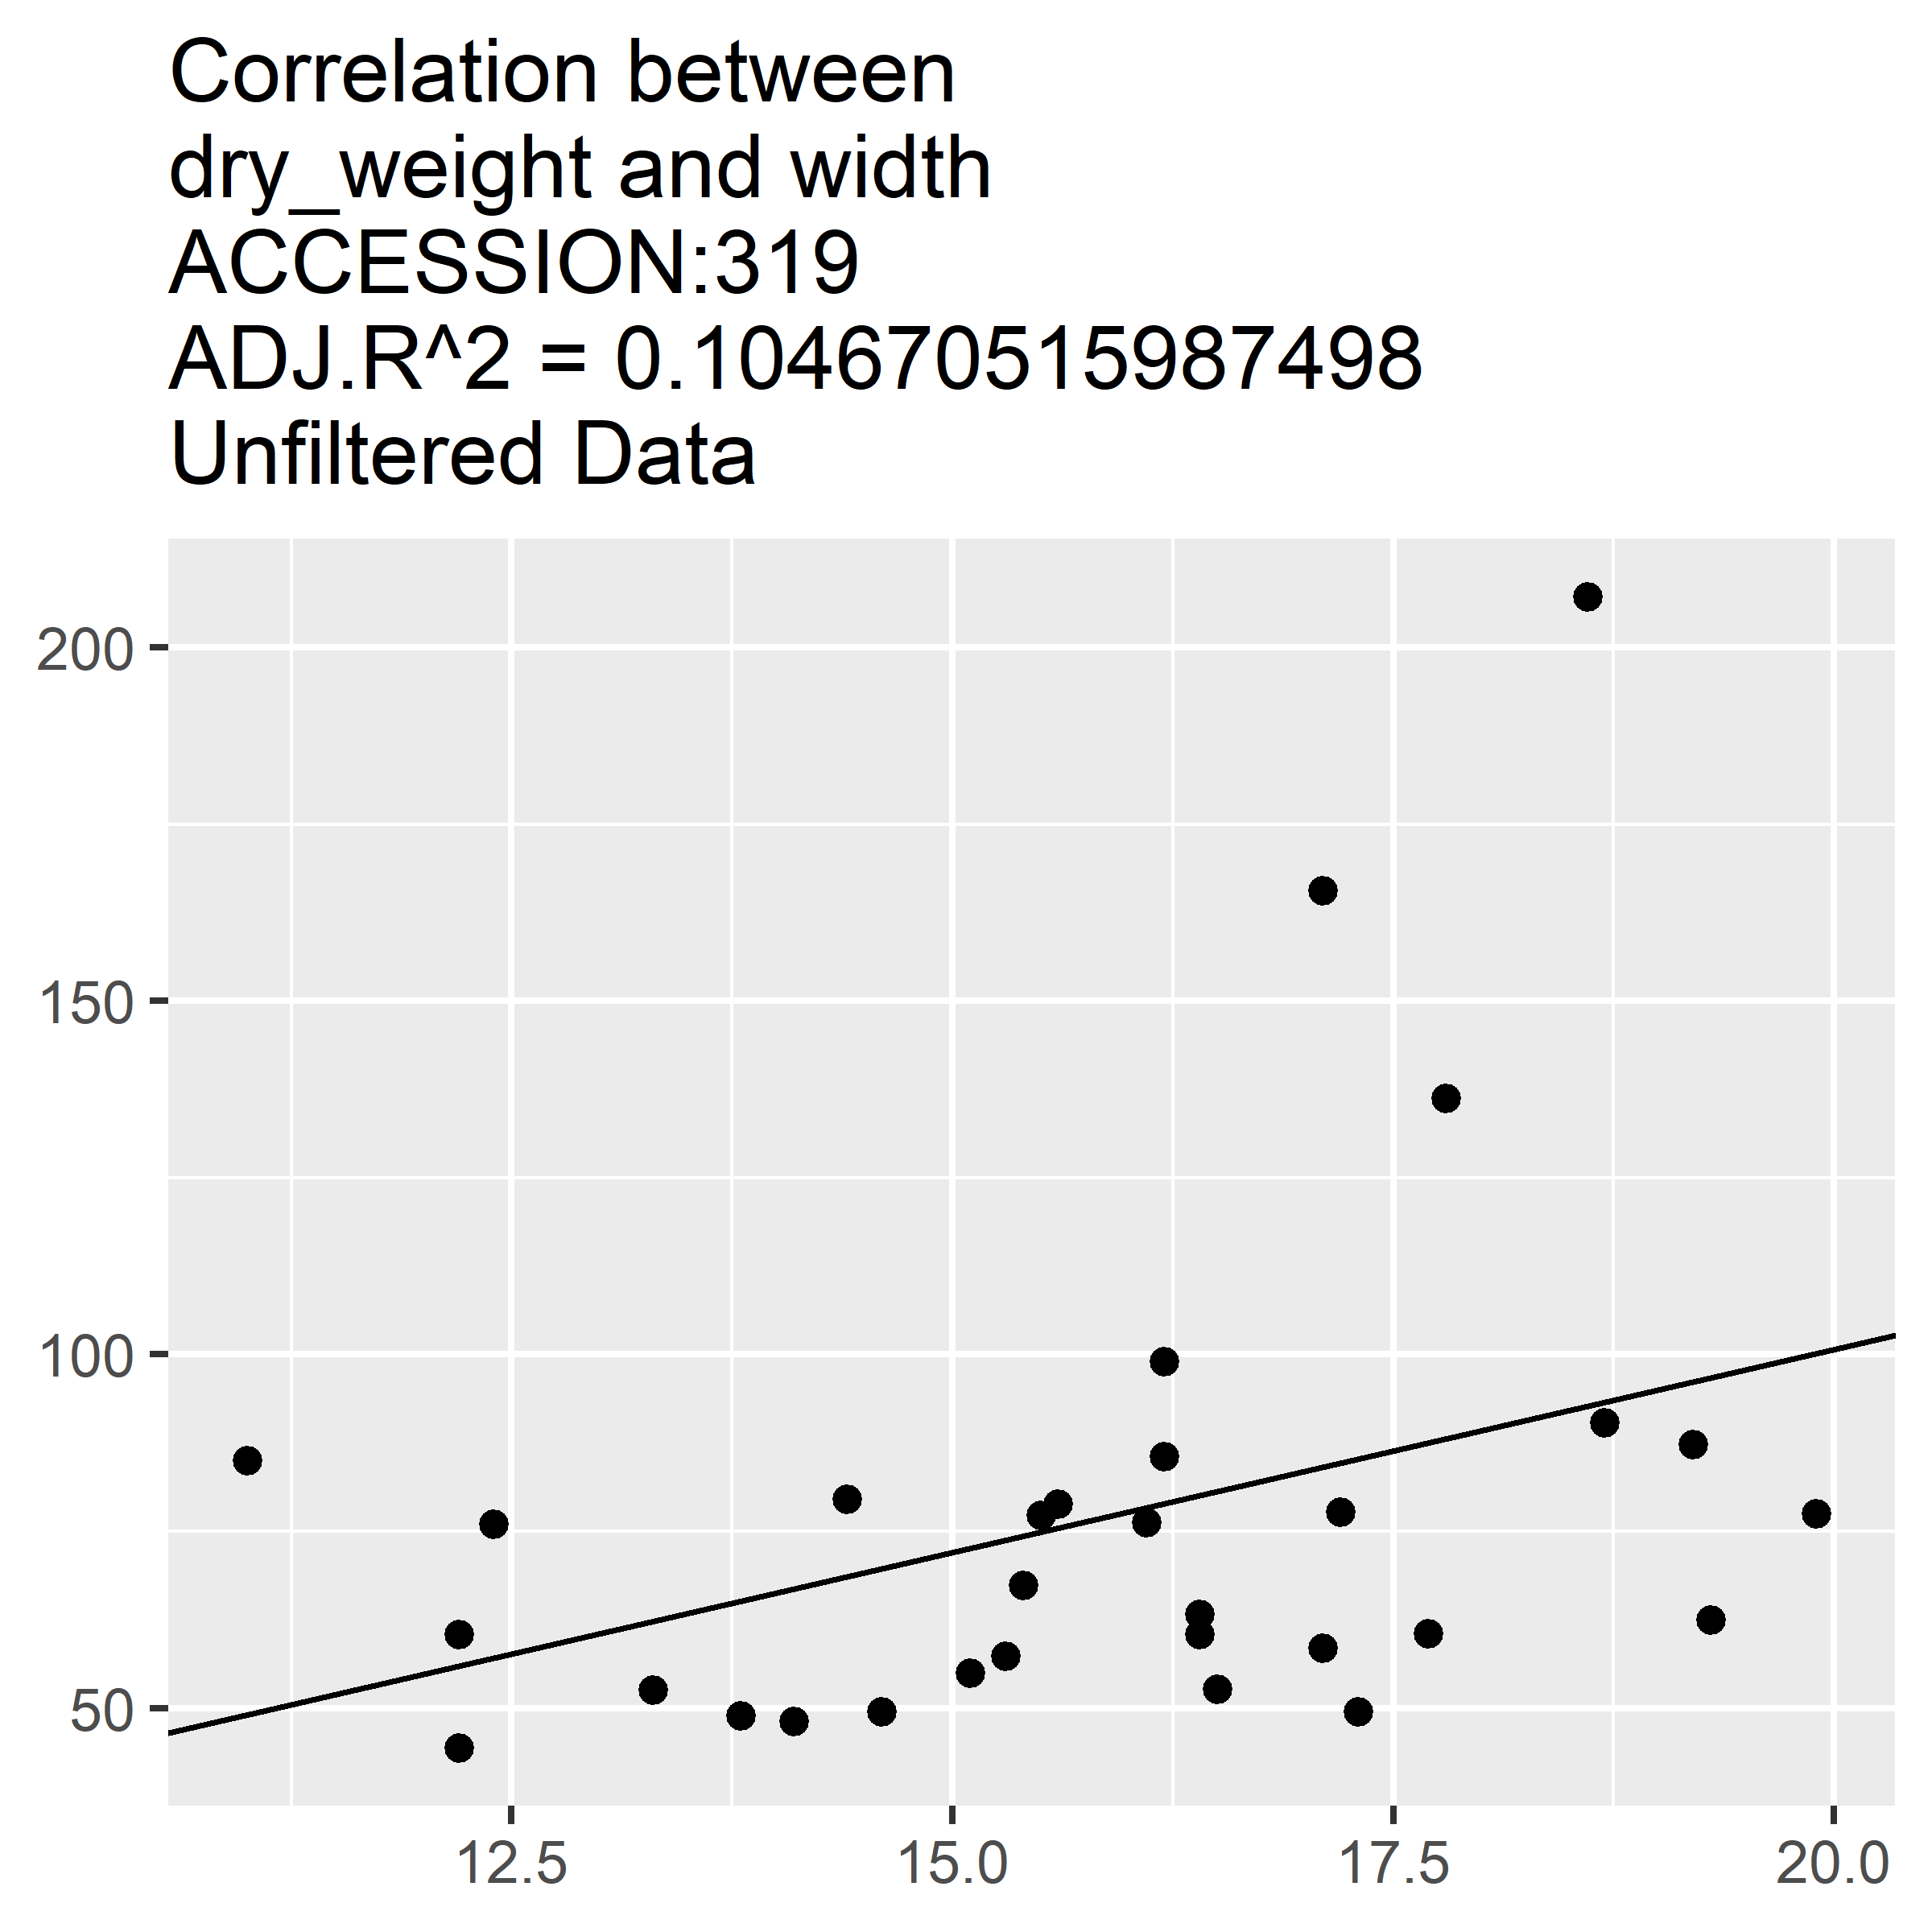 Correlation between
dry_weight and width
ACCESSION:319
ADJ.R^2 = 0.104670515987498
Unfiltered Data
200
150
100
50
12.5 15.0 17.5 20.0